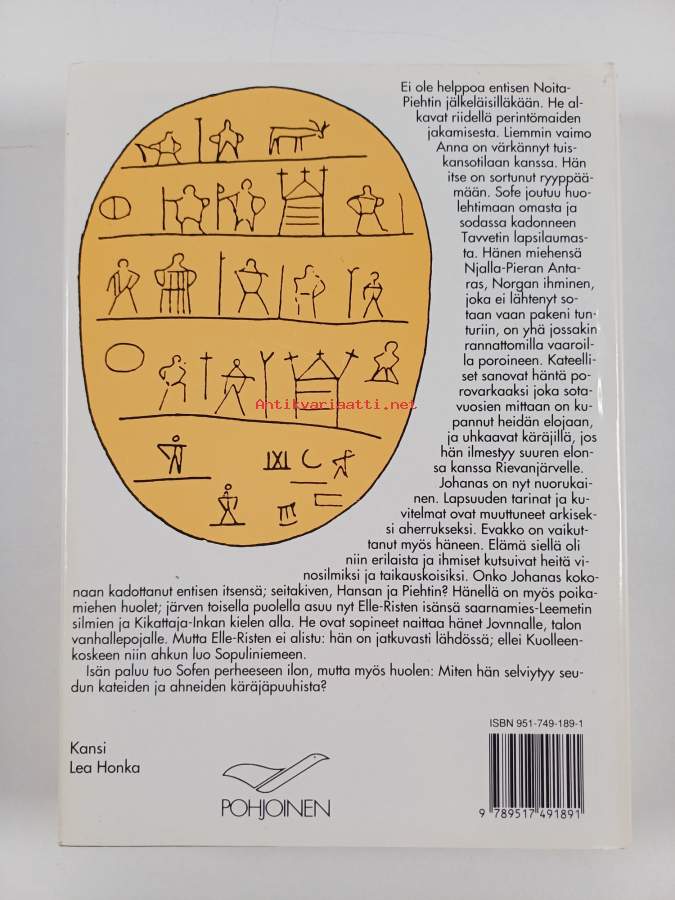 Ei ole helppoa entisen Noita-
Piehtin jälkeläisilläkään. He al-
kavat riidellä perintömaiden
jakamisesta. Liemmin vaimo
Anna on värkännyt tuis-
kansotilaan kanssa. Hän
itse on sortunut ryyppää-
mään. Sofe joutuu huo-
lehtimaan omasta ja
sodassa kadonneen
Tavvetin lapsilaumas-
ta. Hänen miehensä
Njalla-Pieran Anta-
ras, Norgan ihminen,
joka ei lähtenyt so-
taan vaan pakeni tun-
turiin, on yhä jossakin
rannattomilla vaaroil-
la poroineen. Kateelli-
set sanovat häntä po-
rovarkaaksi joka sota-
vuosien mittaan on ku-
pannut heidän elojaan,
ja uhkaavat käräjillä, jos
hän ilmestyy suuren elon-
sa kanssa Rievanjärvelle.
Johanas on nyt nuorukai-
nen. Lapsuuden tarinat ja ku-
vitelmat ovat muuttuneet arkisek-
si aherrukseksi. Evakko on vaikut-
tanut myös häneen. Elämä siellä oli
niin erilaista ja ihmiset kutsuivat heitä vi-
nosilmiksi ja taikauskoisiksi. Onko Johanas koko-
naan kadottanut entisen itsensä; seitakiven, Hansan ja Piehtin? Hänellä on myös poika-
miehen huolet; järven toisella puolella asuu nyt Elle-Risten isänsä saarnamies-Leemetin
silmien ja Kikattaja-Inkan kielen alla. He ovat sopineet naittaa hänet Jovnnalle, talon
vanhallepojalle. Mutta Elle-Risten ei alistu: hän on jatkuvasti lähdössä; ellei Kuolleen-
koskeen niin ahkun luo Sopuliniemeen.
Isän paluu tuo Sofen perheeseen ilon, mutta myös huolen: Miten hän selviytyy seu-
dun kateiden ja ahneiden käräjäpuuhista?
Antikvariaatti.net
ISBN 951-749-189-1
Kansi
Lea Honka
POHJOINEN
9 789517 491891